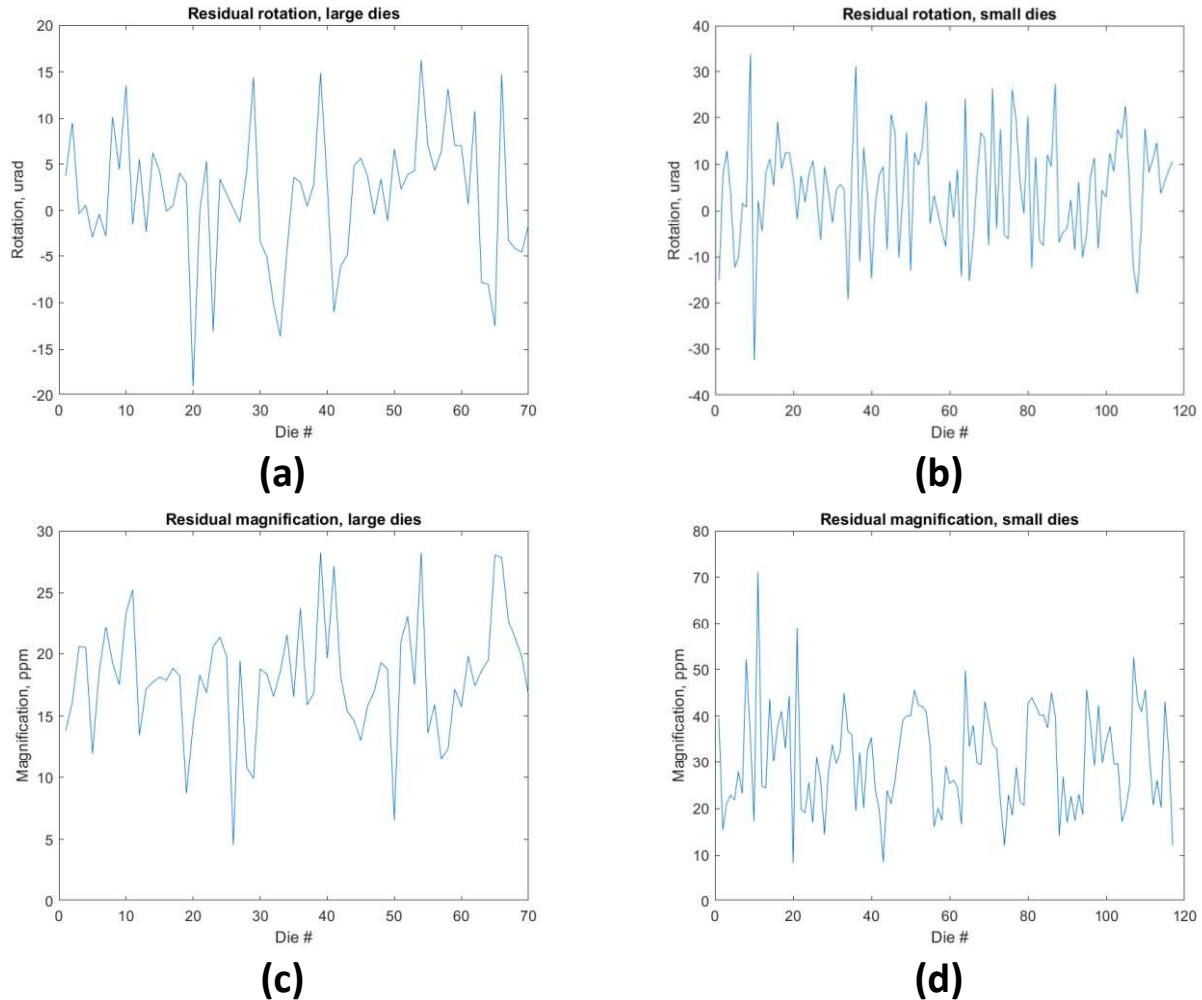 Residual rotation, large dies
Rotation, urad
20
15
10
5
0
-5
-10
-15
-20
0 10 20 30 40 50 60 70
Die #
(a)
Residual rotation, small dies
Rotation, urad
40
30
20
10
0
-10
-20
-30
-40
0 20 40 60 80 100 120
Die #
(b)
Residual magnification, large dies
Magnification, ppm
30
25
20
15
10
5
0
0 10 20 30 40 50 60 70
Die #
(c)
Residual magnification, small dies
Magnification, ppm
80
70
60
50
40
30
20
10
0
0 20 40 60 80 100 120
Die #
(d)